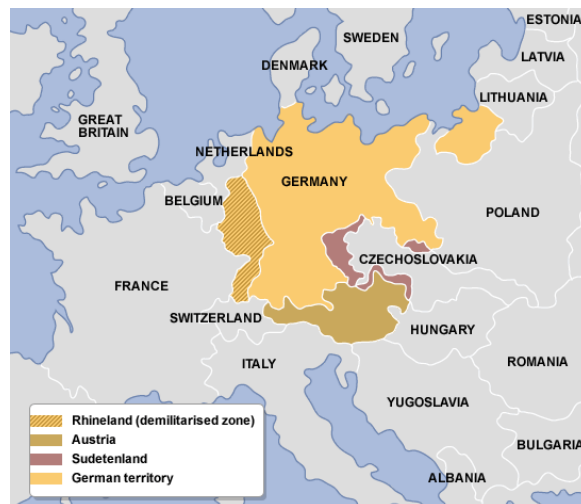 SWEDEN
ESTONIA
LATVIA
DENMARK
LITHUANIA
GREAT
BRITAIN
NETHERLANDS
GERMANY
BELGIUM
POLAND
CZECHOSLOVAKIA
FRANCE
SWITZERLAND
HUNGARY
ITALY
ROMANIA
YUGOSLAVIA
BULGARIA
ALBANIA
Rhineland (demilitarised zone)
Austria
Sudetenland
German territory